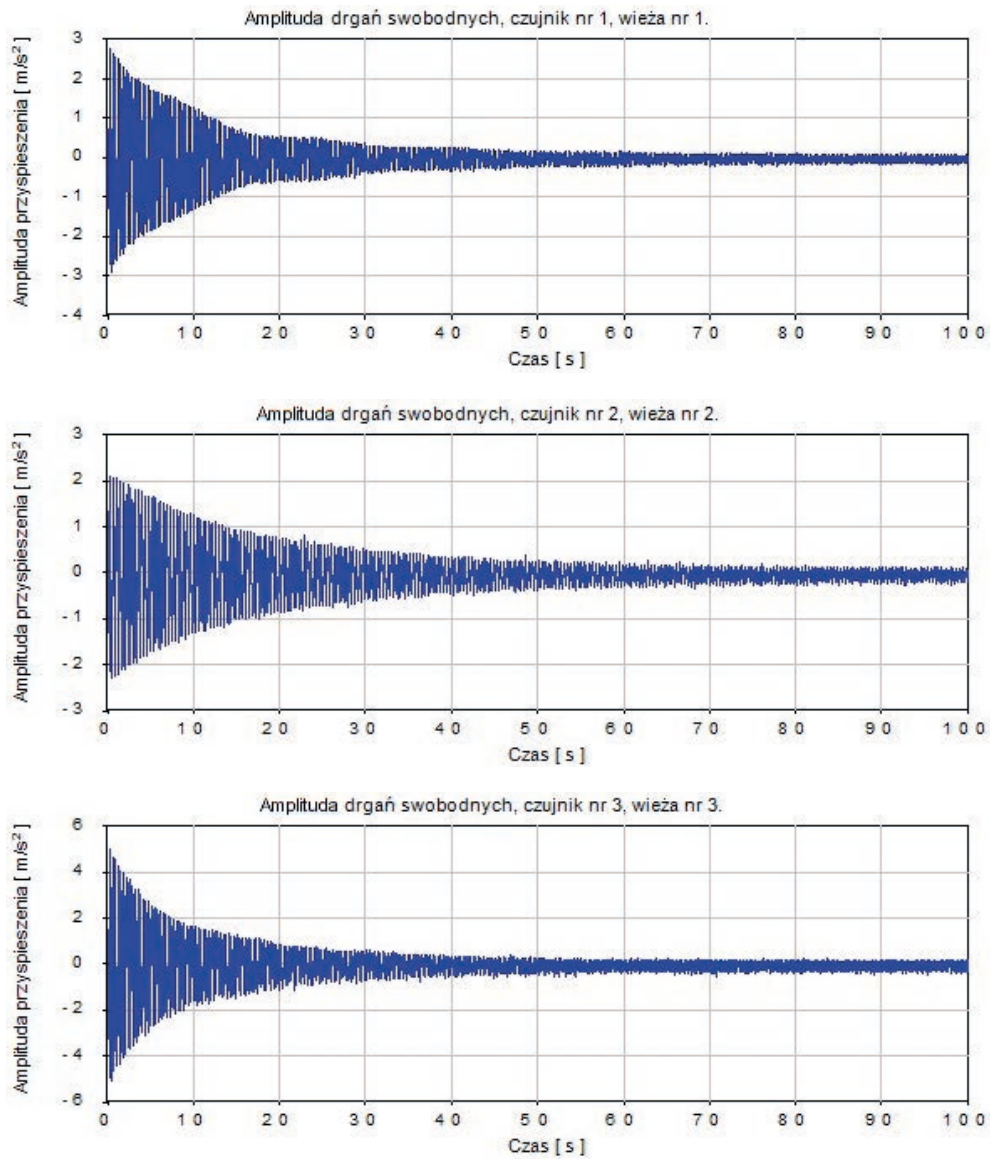 Amplituda drgań swobodnych, czujnik nr 1, wieża nr 1.
Amplituda przyspieszenia [ m/s² ]
3
2
1
0
- 1
- 2
- 3
- 4
0 10 20 30 40 50 60 70 80 90 100
Czas [ s ]
Amplituda drgań swobodnych, czujnik nr 2, wieża nr 2.
Amplituda przyspieszenia [ m/s² ]
3
2
1
0
- 1
- 2
- 3
0 10 20 30 40 50 60 70 80 90 100
Czas [ s ]
Amplituda drgań swobodnych, czujnik nr 3, wieża nr 3.
Amplituda przyspieszenia [ m/s² ]
6
4
2
0
- 2
- 4
- 6
0 10 20 30 40 50 60 70 80 90 100
Czas [ s ]